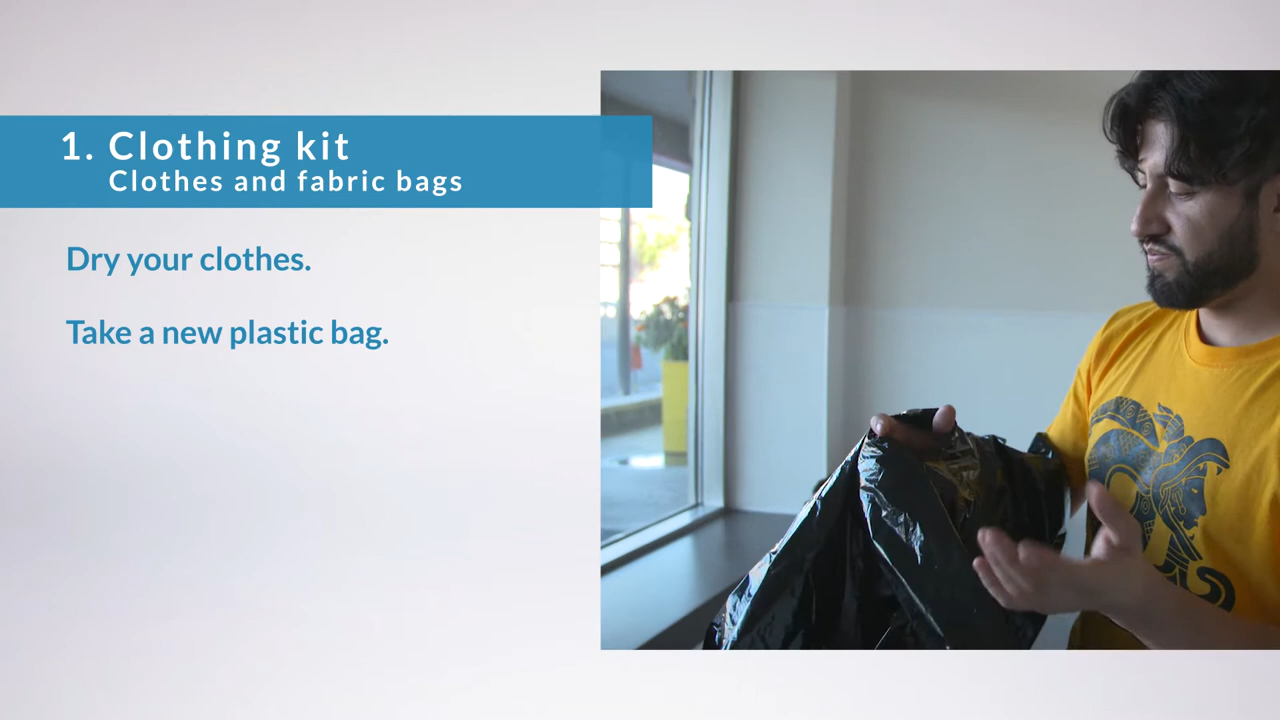 1. Clothing kit
Clothes and fabric bags
Dry your clothes.
Take a new plastic bag.